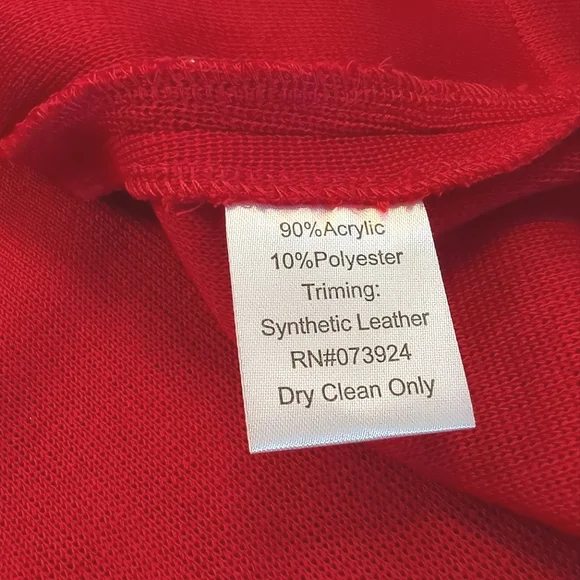 90%Acrylic
10%Polyester
Triming:
Synthetic Leather
RN#073924
Dry Clean Only